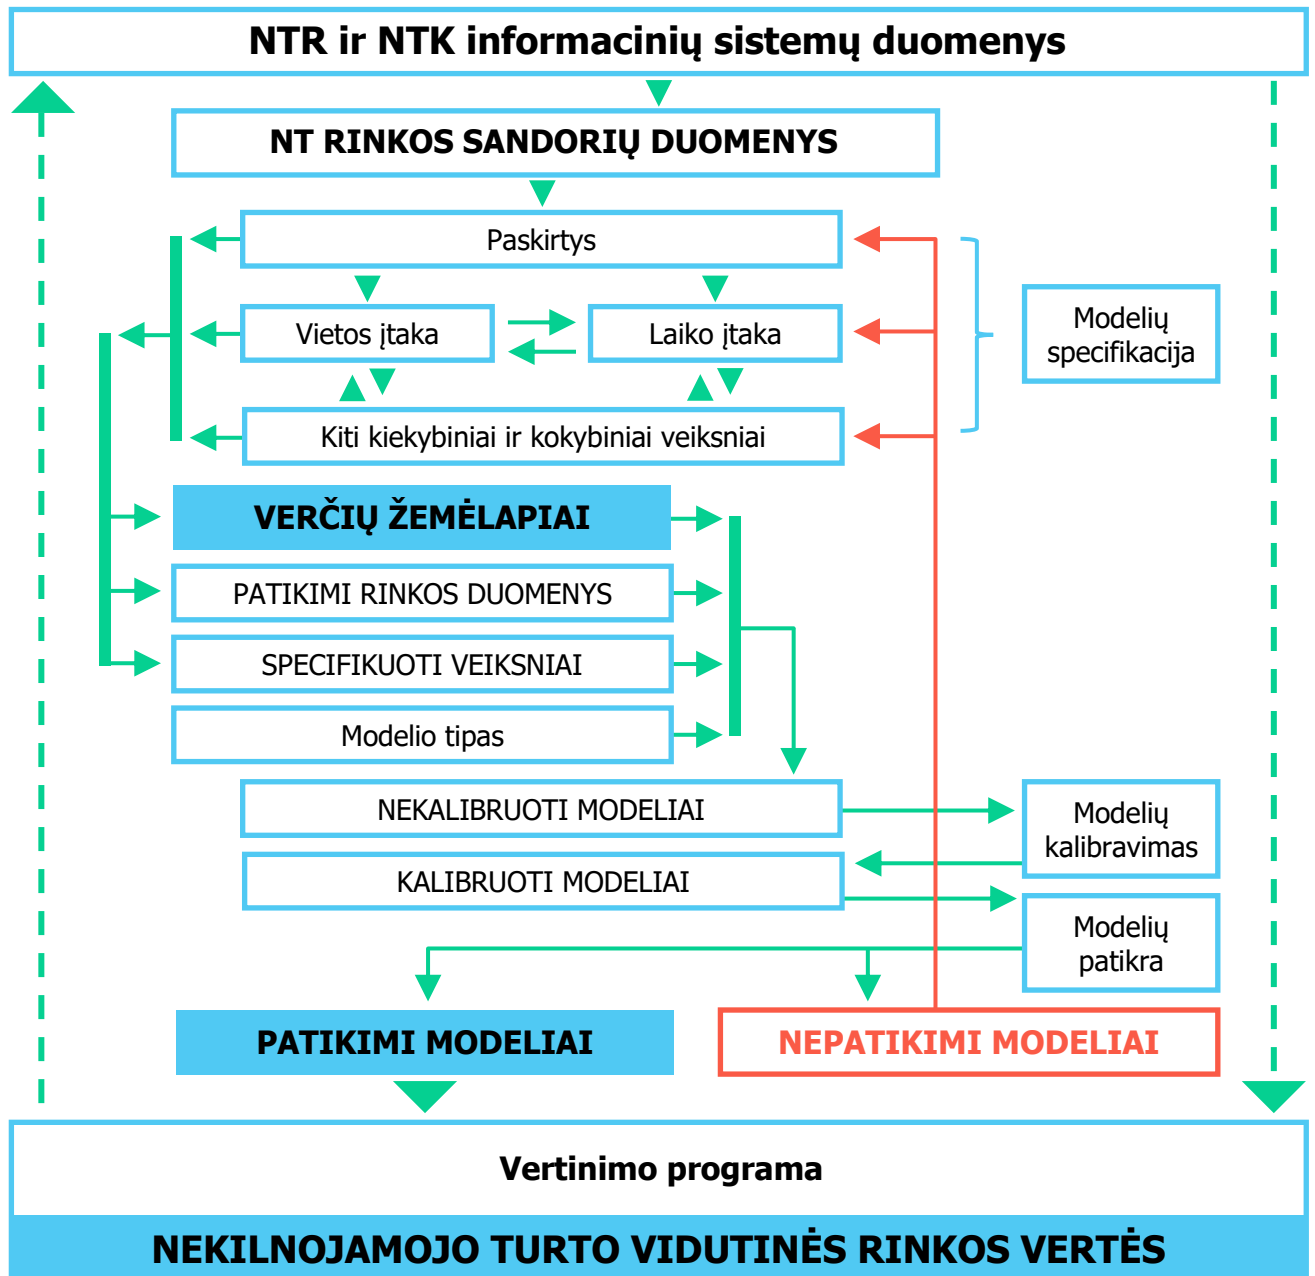 NTR ir NTK informacinių sistemų duomenys
NT RINKOS SANDORIŲ DUOMENYS
Paskirtys
Vietos įtaka
Laiko įtaka
Modelių
specifikacija
Kiti kiekybiniai ir kokybiniai veiksniai
VERČIŲ ŽEMĖLAPIAI
PATIKIMI RINKOS DUOMENYS
SPECIFIKUOTI VEIKSNIAI
Modelio tipas
NEKALIBRUOTI MODELIAI
Modelių
kalibravimas
KALIBRUOTI MODELIAI
Modelių
patikra
PATIKIMI MODELIAI
NEPATIKIMI MODELIAI
Vertinimo programa
NEKILNOJAMOJO TURTO VIDUTINĖS RINKOS VERTĖS